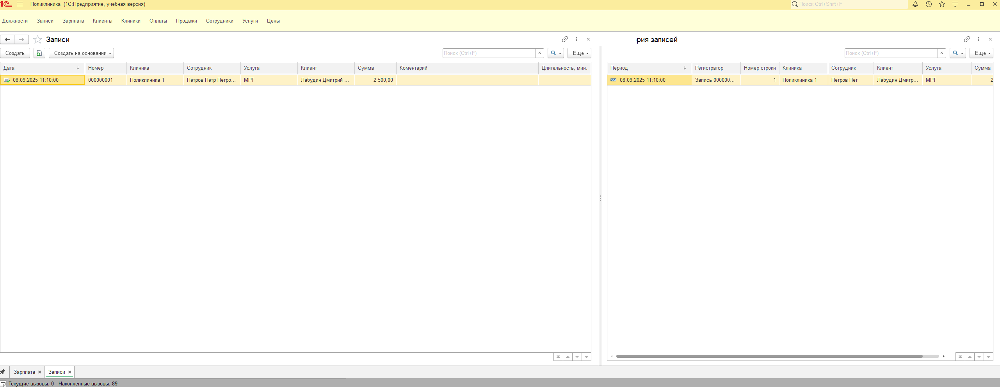 1С Поликлиника (1С:Предприятие, учебная версия) Поиск Ctrl+Shift+F
Должности Записи Зарплата Клиенты Клиники Оплаты Продажи Сотрудники Услуги Цены
Записи
Создать Создать на основании Поиск (Ctrl+F) × Еще
Дата ↓ Номер Клиника Сотрудник Услуга Клиент Сумма Коментарий Длительность, мин.
08.09.2025 11:10:00 000000001 Поликлиника 1 Петров Петр Петро... МРТ Лабудин Дмитрий ... 2 500,00
рия записей
Поиск (Ctrl+F) × Еще
Период ↓ Регистратор Номер строки Клиника Сотрудник Клиент Услуга Сумма
08.09.2025 11:10:00 Запись 000000... 1 Поликлиника 1 Петров Пет Лабудин Дмитр... МРТ 2
Зарплата × Записи ×
Текущие вызовы: 0 Накопленные вызовы: 89